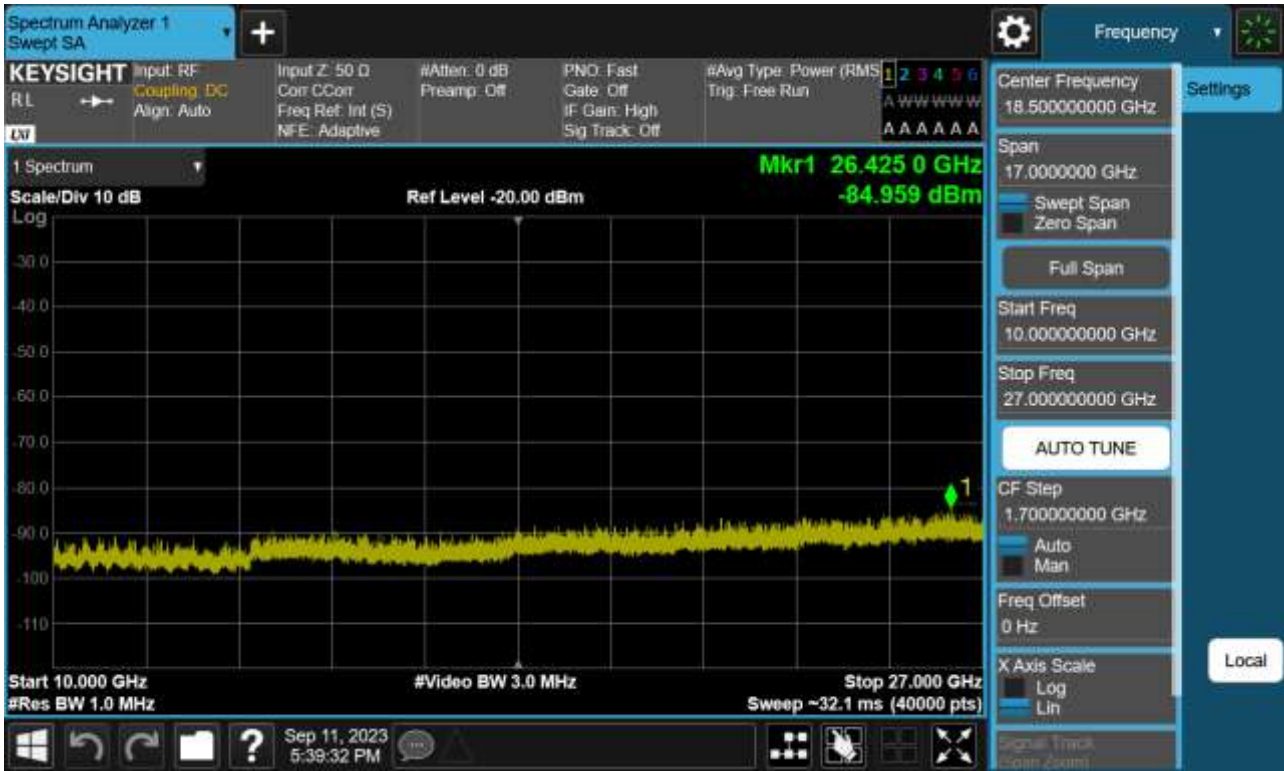 Spectrum Analyzer 1
Swept SA
Frequency
KEYSIGHT
RL
Input: RF
Coupling: DC
Align: Auto
Input Z: 50 Ω
Corr CCorr
Freq Ref: Int (S)
NFE: Adaptive
#Atten: 0 dB
Preamp: Off
PNO: Fast
Gate: Off
IF Gain: High
Sig Track: Off
#Avg Type: Power (RMS
Trig: Free Run
1 2 3 4 5 6
A W W W W W
A A A A A A
1 Spectrum
Scale/Div 10 dB
Log
Ref Level -20.00 dBm
Mkr1 26.425 0 GHz
-84.959 dBm
-30.0
-40.0
-50.0
-60.0
-70.0
-80.0
-90.0
-100
-110
1
Start 10.000 GHz
#Res BW 1.0 MHz
#Video BW 3.0 MHz
Stop 27.000 GHz
Sweep ~32.1 ms (40000 pts)
Center Frequency
18.500000000 GHz
Span
17.0000000 GHz
Swept Span
Zero Span
Full Span
Start Freq
10.000000000 GHz
Stop Freq
27.000000000 GHz
AUTO TUNE
CF Step
1.700000000 GHz
Auto
Man
Freq Offset
0 Hz
X Axis Scale
Log
Lin
Signal Track
(Span Zoom)
Settings
Local
?
Sep 11, 2023
5:39:32 PM